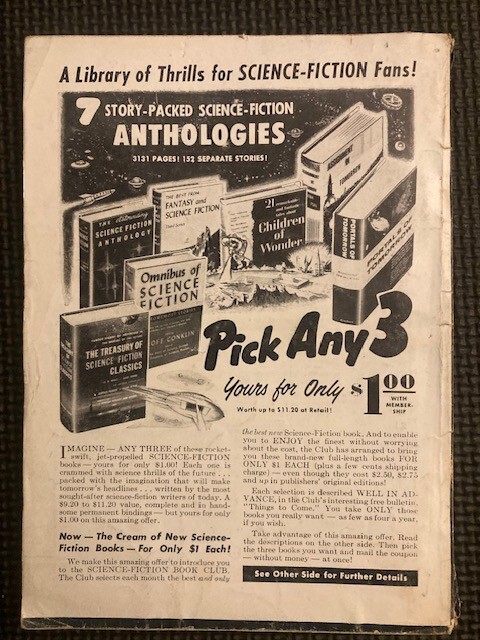 A Library of Thrills for SCIENCE-FICTION Fans!
7 STORY-PACKED SCIENCE-FICTION
ANTHOLOGIES
3131 PAGES! 152 SEPARATE STORIES!
THE Astounding
SCIENCE FICTION
ANTHOLOGY
THE BEST FROM
FANTASY and
SCIENCE FICTION
21 remarkable
and fantastic
tales about
Children
of
Wonder
ASSIGNMENT
IN
TOMORROW
PORTALS OF
TOMORROW
PORTALS OF
TOMORROW
Omnibus of
SCIENCE
FICTION
CONKLIN
THE TREASURY OF
SCIENCE FICTION
CLASSICS
Pick Any 3
Yours for Only $1.00
WITH
MEMBER-
SHIP
Worth up to $11.20 at Retail!
IMAGINE — ANY THREE of these rocket-
swift, jet-propelled SCIENCE-FICTION
books — yours for only $1.00! Each one is
crammed with science thrills of the future . . .
packed with the imagination that will make
tomorrow's headlines . . . written by the most
sought-after science-fiction writers of today. A
$9.20 to $11.20 value, complete and in hand-
some permanent bindings — but yours for only
$1.00 on this amazing offer.
Now — The Cream of New Science-
Fiction Books — For Only $1 Each!
We make this amazing offer to introduce you
to the SCIENCE-FICTION BOOK CLUB.
The Club selects each month the best and only
the best new Science-Fiction book. And to enable
you to ENJOY the finest without worrying
about the cost, the Club has arranged to bring
you these brand-new full-length books FOR
ONLY $1 EACH (plus a few cents shipping
charge) — even though they cost $2.50, $2.75
and up in publishers' original editions!
Each selection is described WELL IN AD-
VANCE, in the Club's interesting free bulletin,
"Things to Come." You take ONLY those
books you really want — as few as four a year,
if you wish.
Take advantage of this amazing offer. Read
the descriptions on the other side. Then pick
the three books you want and mail the coupon
— without money — at once!
See Other Side for Further Details